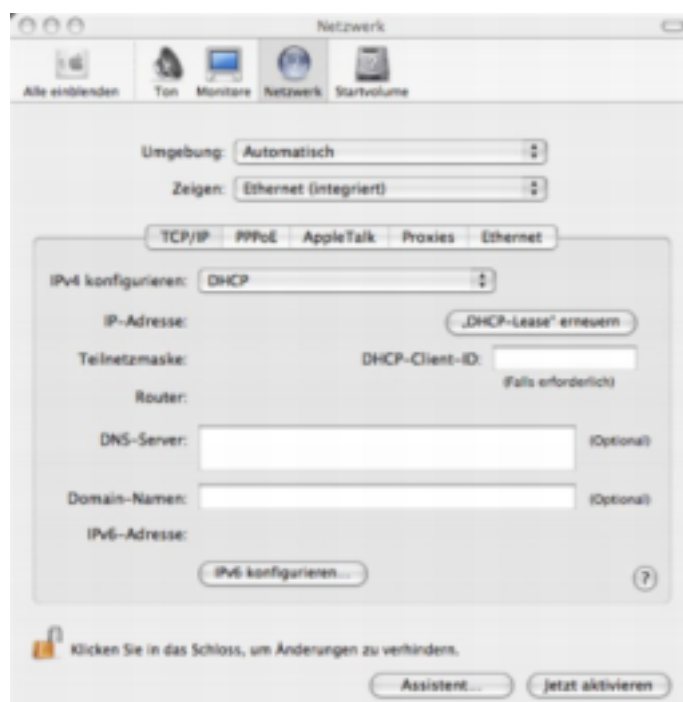 Netzwerk
Alle einblenden
Ton
Monitore
Netzwerk
Startvolume
Umgebung: Automatisch
Zeigen: Ethernet (integriert)
TCP/IP PPPoE AppleTalk Proxies Ethernet
IPv4 konfigurieren: DHCP
IP-Adresse: „DHCP-Lease“ erneuern
Teilnetzmaske: DHCP-Client-ID:
(Falls erforderlich)
Router:
DNS-Server: (Optional)
Domain-Namen: (Optional)
IPv6-Adresse:
IPv6 konfigurieren... ?
Klicken Sie in das Schloss, um Änderungen zu verhindern.
Assistent... Jetzt aktivieren